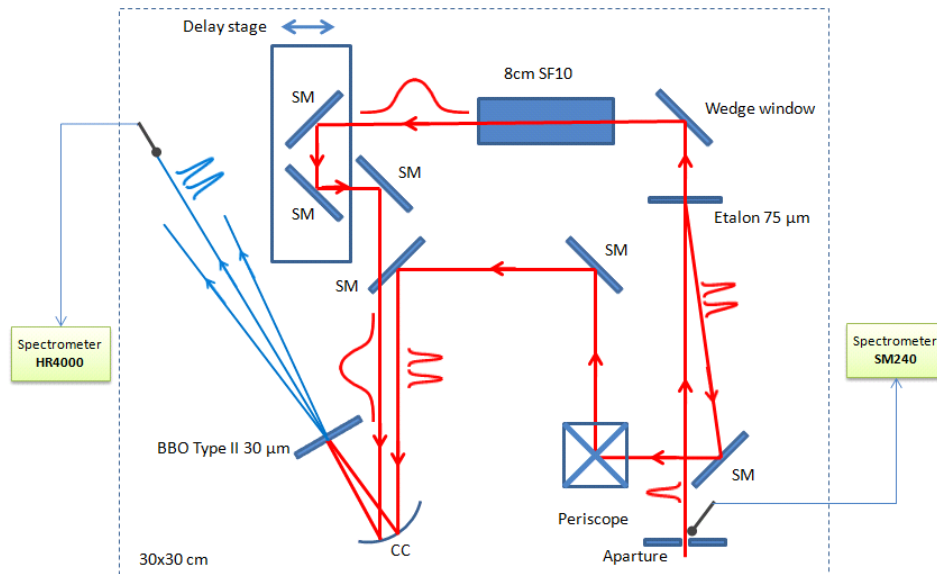 Delay stage
8cm SF10
SM
Wedge window
SM
SM
Etalon 75 µm
SM
SM
Spectrometer
HR4000
Spectrometer
SM240
BBO Type II 30 µm
SM
Periscope
CC
Aparture
30x30 cm